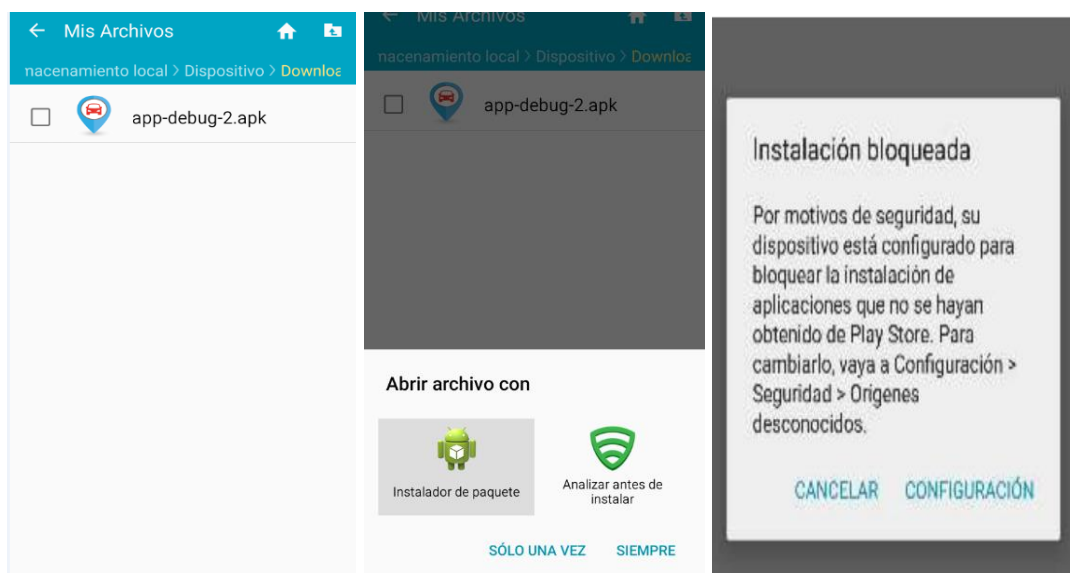 Mis Archivos
nacenamiento local > Dispositivo > Downloa
app-debug-2.apk
Mis Archivos
nacenamiento local > Dispositivo > Downloa
app-debug-2.apk
Abrir archivo con
Instalador de paquete
Analizar antes de
instalar
SÓLO UNA VEZ SIEMPRE
Instalación bloqueada
Por motivos de seguridad, su
dispositivo está configurado para
bloquear la instalación de
aplicaciones que no se hayan
obtenido de Play Store. Para
cambiarlo, vaya a Configuración >
Seguridad > Orígenes
desconocidos.
CANCELAR CONFIGURACIÓN